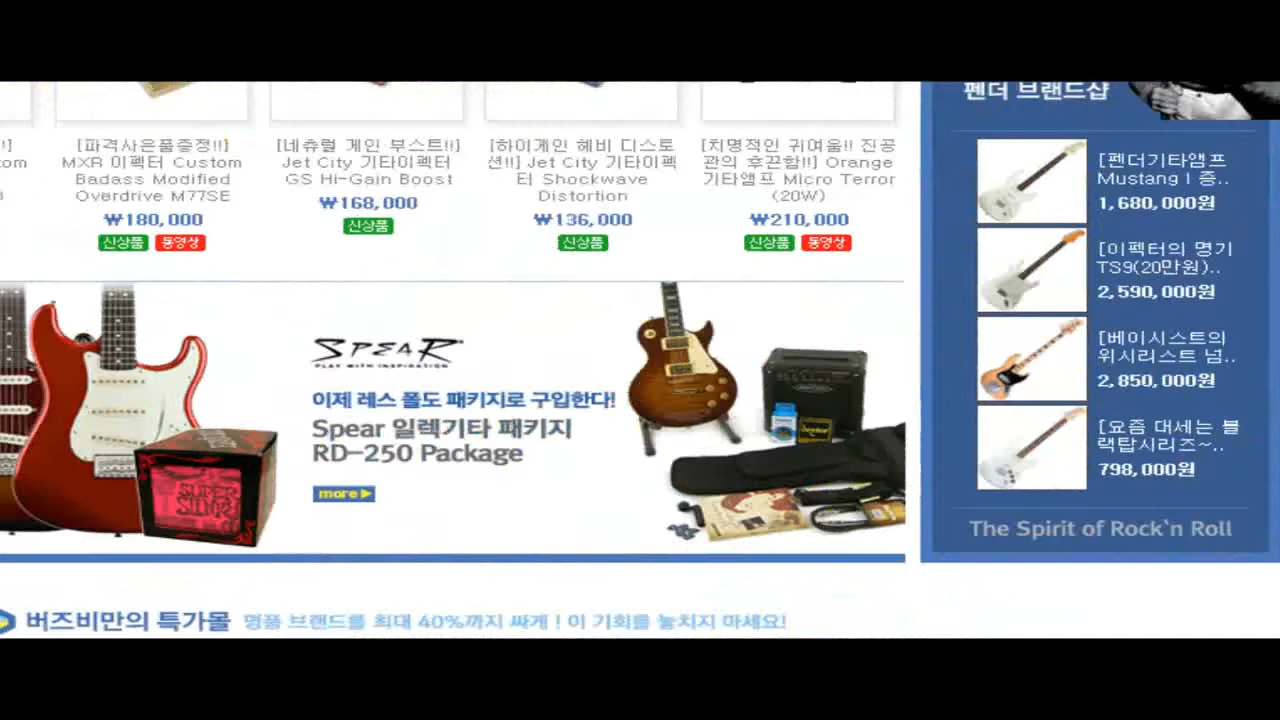 !]
om
[파격사은품증정!!]
MXR 이펙터 Custom
Badass Modified
Overdrive M77SE
₩180,000
신상품 동영상
[네츄럴 게인 부스트!!]
Jet City 기타이펙터
GS Hi-Gain Boost
₩168,000
신상품
[하이게인 헤비 디스토
션!!] Jet City 기타이펙
터 Shockwave
Distortion
₩136,000
신상품
[치명적인 귀여움!! 진공
관의 후끈함!!] Orange
기타앰프 Micro Terror
(20W)
₩210,000
신상품 동영상
SPEAR
PLAY WITH INSPIRATION
이제 레스 폴도 패키지로 구입한다!
Spear 일렉기타 패키지
RD-250 Package
more ▶
SUPER
SLINKY
펜더 브랜드샵
[펜더기타앰프
Mustang I 증..
1,680,000원
[이펙터의 명기
TS9(20만원)..
2,590,000원
[베이시스트의
위시리스트 넘..
2,850,000원
[요즘 대세는 블
랙탑시리즈~..
798,000원
The Spirit of Rock`n Roll
버즈비만의 특가몰 명품 브랜드를 최대 40%까지 싸게 ! 이 기회를 놓치지 마세요!